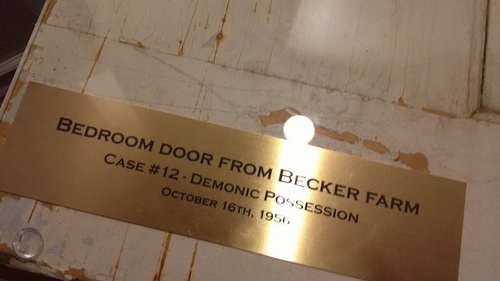 Bedroom door from Becker farm
Case #12 - Demonic Possession
October 16th, 1956